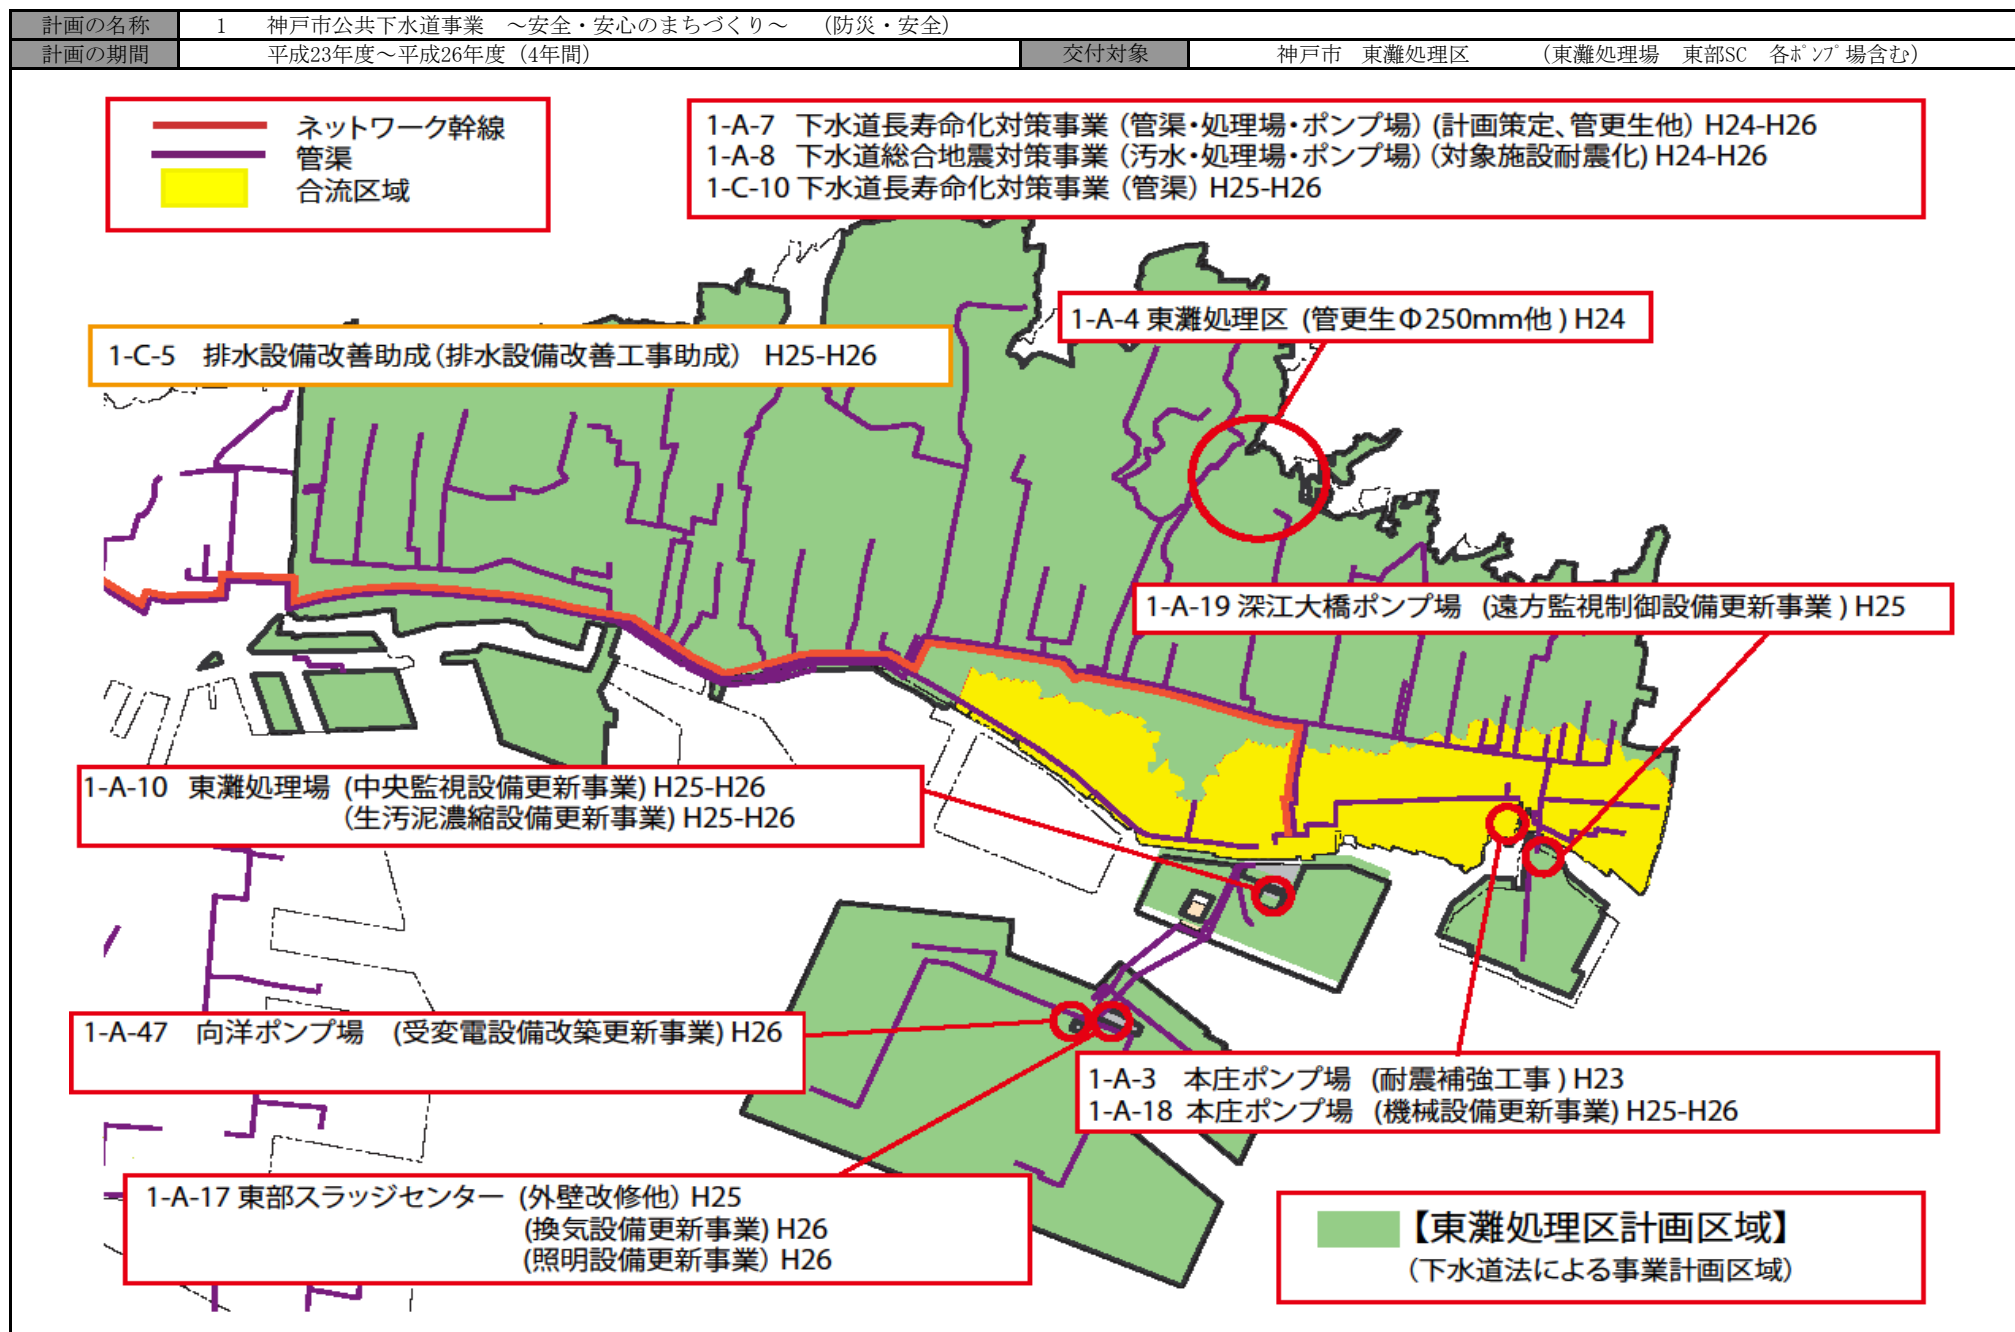 計画の名称 1 神戸市公共下水道事業 ～安全・安心のまちづくり～ （防災・安全）
計画の期間 平成23年度～平成26年度（4年間） 交付対象 神戸市 東灘処理区 （東灘処理場 東部SC 各ポンプ場含む）
ネットワーク幹線
管渠
合流区域
1-A-7 下水道長寿命化対策事業（管渠・処理場・ポンプ場）（計画策定、管更生他）H24-H26
1-A-8 下水道総合地震対策事業（汚水・処理場・ポンプ場）（対象施設耐震化）H24-H26
1-C-10 下水道長寿命化対策事業（管渠）H25-H26
1-A-4 東灘処理区 (管更生Φ250mm他 ) H24
1-C-5 排水設備改善助成（排水設備改善工事助成） H25-H26
1-A-19 深江大橋ポンプ場 (遠方監視制御設備更新事業 ) H25
1-A-10 東灘処理場 (中央監視設備更新事業) H25-H26
(生汚泥濃縮設備更新事業) H25-H26
1-A-47 向洋ポンプ場 (受変電設備改築更新事業) H26
1-A-3 本庄ポンプ場 (耐震補強工事 ) H23
1-A-18 本庄ポンプ場 (機械設備更新事業) H25-H26
1-A-17 東部スラッジセンター (外壁改修他) H25
(換気設備更新事業) H26
(照明設備更新事業) H26
【東灘処理区計画区域】
（下水道法による事業計画区域）